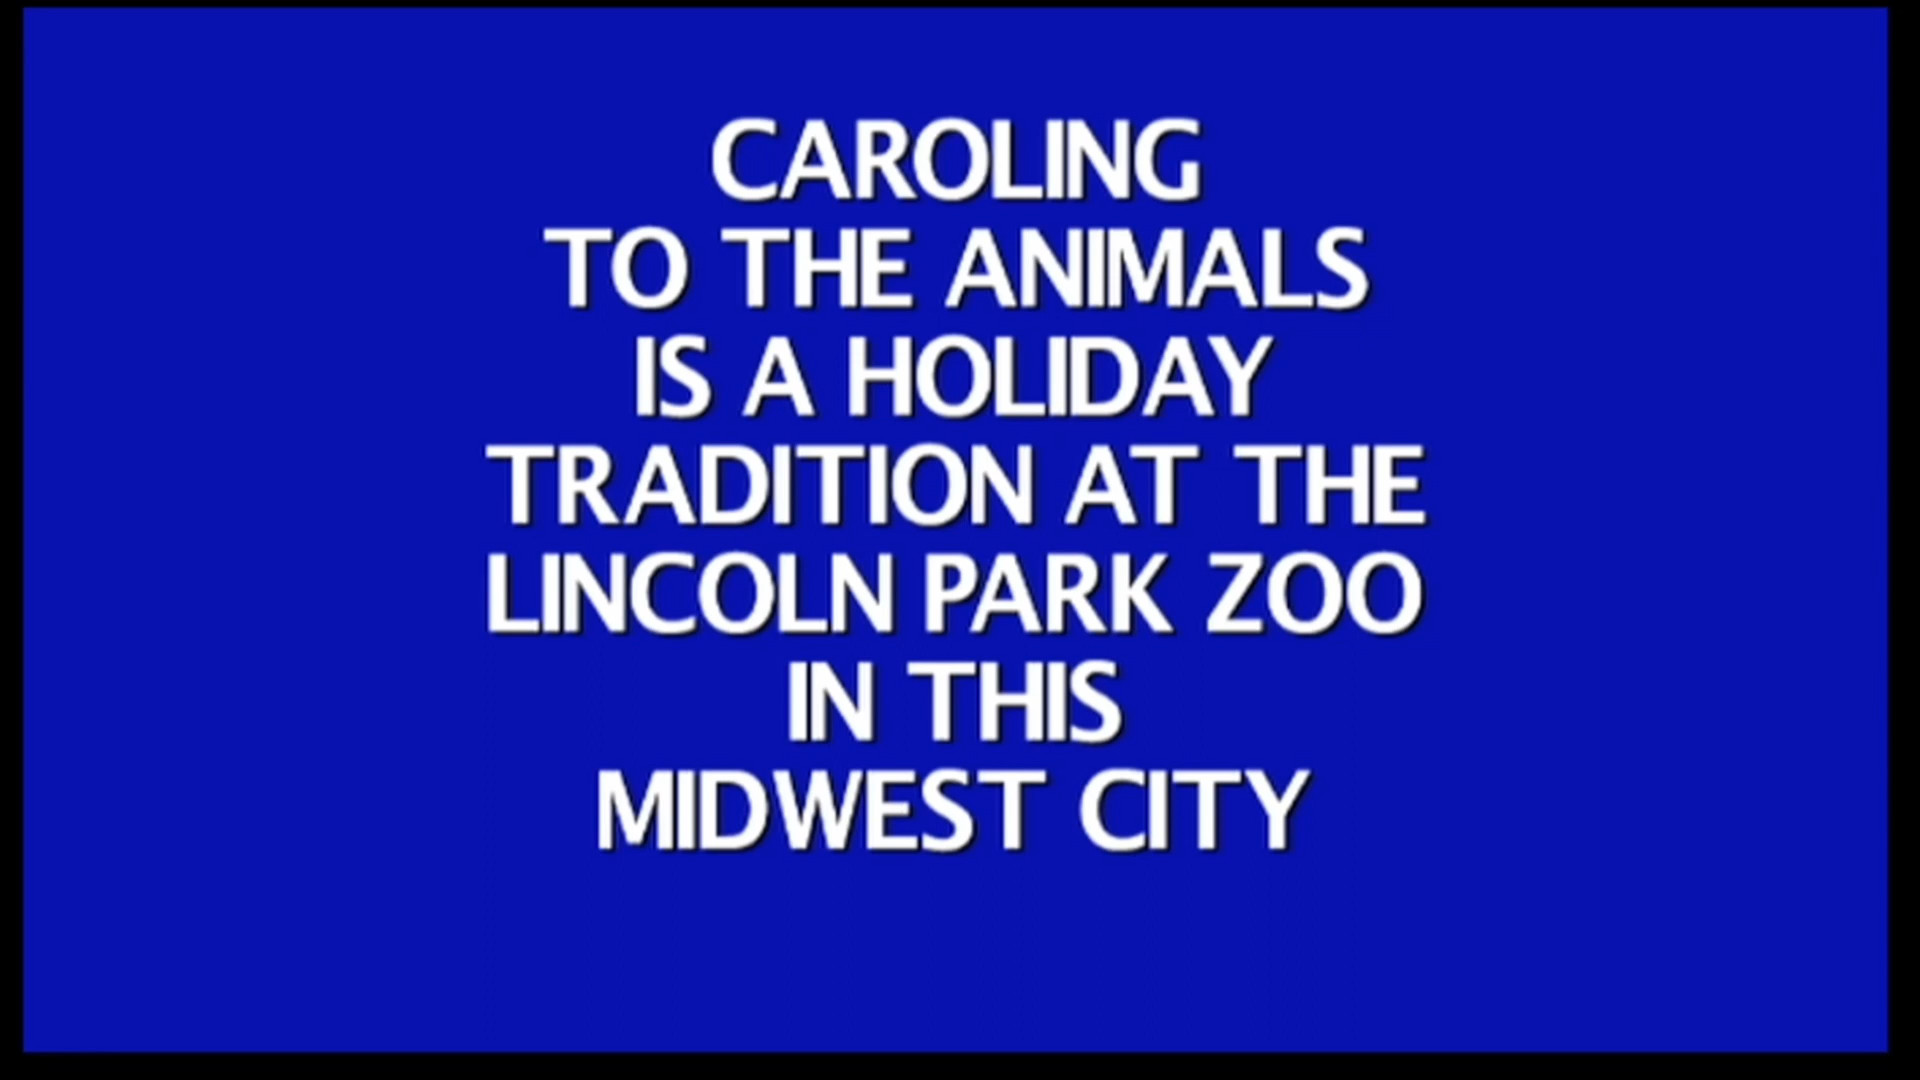 CAROLING
TO THE ANIMALS
IS A HOLIDAY
TRADITION AT THE
LINCOLN PARK ZOO
IN THIS
MIDWEST CITY